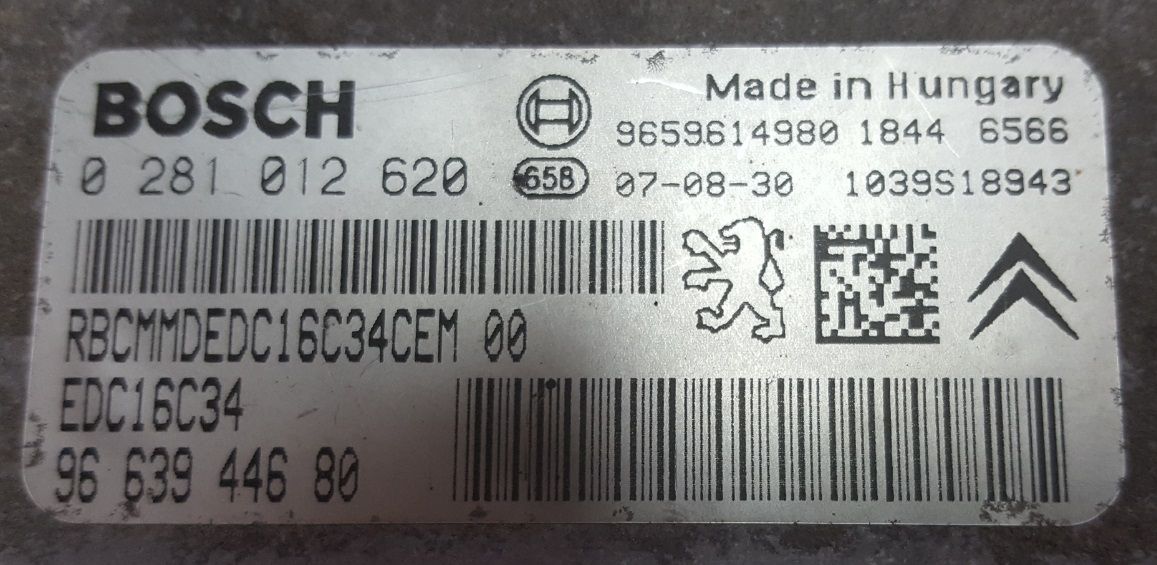 BOSCH
Made in Hungary
9659614980 1844 6566
0 281 012 620
658 07-08-30 1039S18943
RBCMMDEDC16C34CEM 00
EDC16C34
96 639 446 80